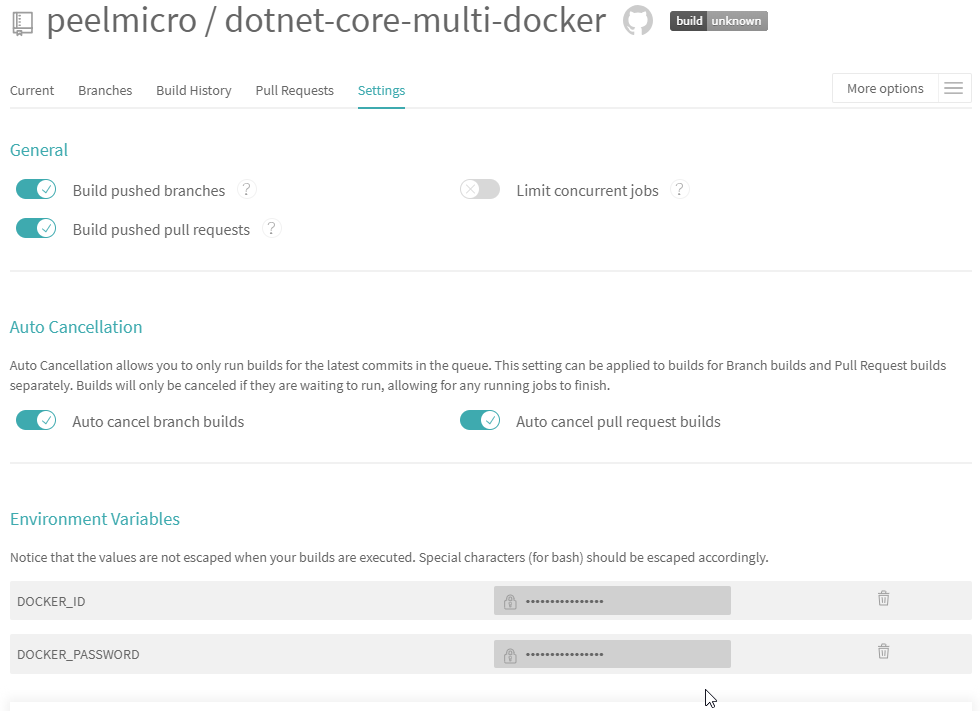 peelmicro / dotnet-core-multi-docker build unknown
Current Branches Build History Pull Requests Settings More options
General
Build pushed branches ? Limit concurrent jobs ?
Build pushed pull requests ?
Auto Cancellation
Auto Cancellation allows you to only run builds for the latest commits in the queue. This setting can be applied to builds for Branch builds and Pull Request builds
separately. Builds will only be canceled if they are waiting to run, allowing for any running jobs to finish.
Auto cancel branch builds Auto cancel pull request builds
Environment Variables
Notice that the values are not escaped when your builds are executed. Special characters (for bash) should be escaped accordingly.
DOCKER_ID ••••••••••••••••
DOCKER_PASSWORD ••••••••••••••••